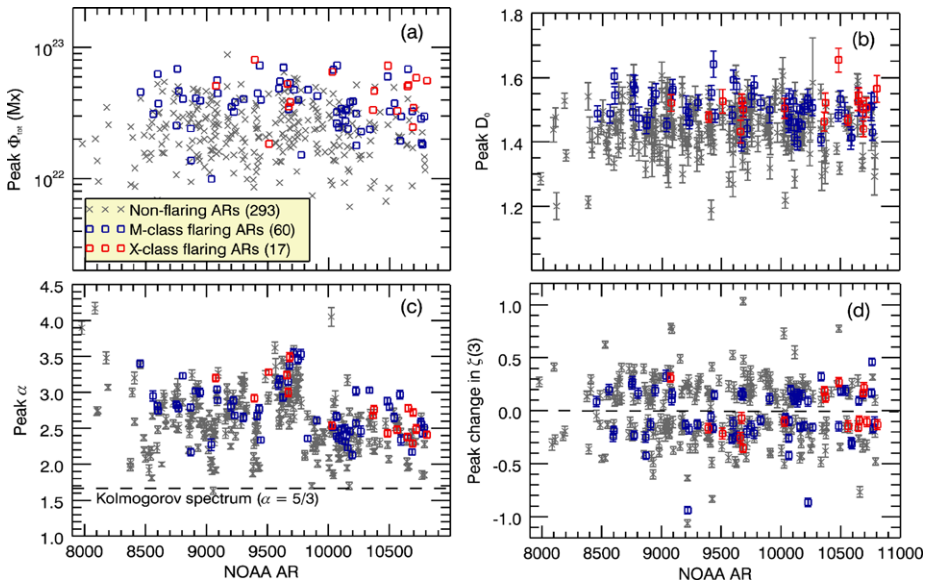 (a)
10^23
10^22
Peak Φtot (Mx)
× × × Non-flaring ARs (293)
M-class flaring ARs (60)
X-class flaring ARs (17)
(b)
1.8
1.6
1.4
1.2
Peak D0
(c)
4.5
4.0
3.5
3.0
2.5
2.0
1.5
1.0
Peak α
Kolmogorov spectrum (α = 5/3)
8000 8500 9000 9500 10000 10500
NOAA AR
(d)
1.0
0.5
0.0
-0.5
-1.0
Peak change in ζ(3)
8000 8500 9000 9500 10000 10500 11000
NOAA AR